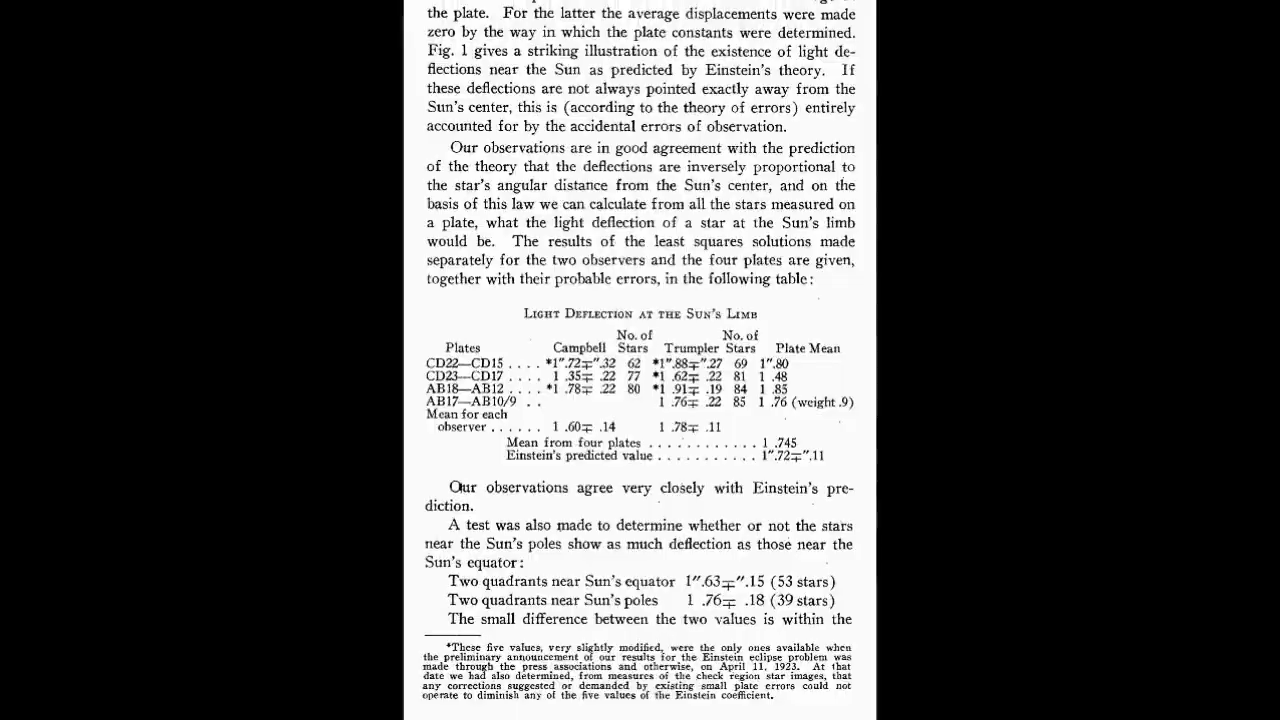 the plate. For the latter the average displacements were made
zero by the way in which the plate constants were determined.
Fig. 1 gives a striking illustration of the existence of light de-
flections near the Sun as predicted by Einstein's theory. If
these deflections are not always pointed exactly away from the
Sun's center, this is (according to the theory of errors) entirely
accounted for by the accidental errors of observation.
Our observations are in good agreement with the prediction
of the theory that the deflections are inversely proportional to
the star's angular distance from the Sun's center, and on the
basis of this law we can calculate from all the stars measured on
a plate, what the light deflection of a star at the Sun's limb
would be. The results of the least squares solutions made
separately for the two observers and the four plates are given,
together with their probable errors, in the following table:
Light Deflection at the Sun's Limb
No. of No. of
Plates Campbell Stars Trumpler Stars Plate Mean
CD22—CD15 . . . . *1″.72∓″.32 62 *1″.88∓″.27 69 1″.80
CD23—CD17 . . . . 1 .35∓ .22 77 *1 .62∓ .22 81 1 .48
AB18—AB12 . . . . *1 .78∓ .22 80 *1 .91∓ .19 84 1 .85
AB17—AB10/9 . . 1 .76∓ .22 85 1 .76 (weight .9)
Mean for each
observer . . . . . . 1 .60∓ .14 1 .78∓ .11
Mean from four plates . . . . . . . . . . . . 1 .745
Einstein's predicted value . . . . . . . . . . . 1″.72∓″.11
Our observations agree very closely with Einstein's pre-
diction.
A test was also made to determine whether or not the stars
near the Sun's poles show as much deflection as those near the
Sun's equator:
Two quadrants near Sun's equator 1″.63∓″.15 (53 stars)
Two quadrants near Sun's poles 1 .76∓ .18 (39 stars)
The small difference between the two values is within the
*These five values, very slightly modified, were the only ones available when
the preliminary announcement of our results for the Einstein eclipse problem was
made through the press associations and otherwise, on April 11, 1923. At that
date we had also determined, from measures of the check region star images, that
any corrections suggested or demanded by existing small plate errors could not
operate to diminish any of the five values of the Einstein coefficient.